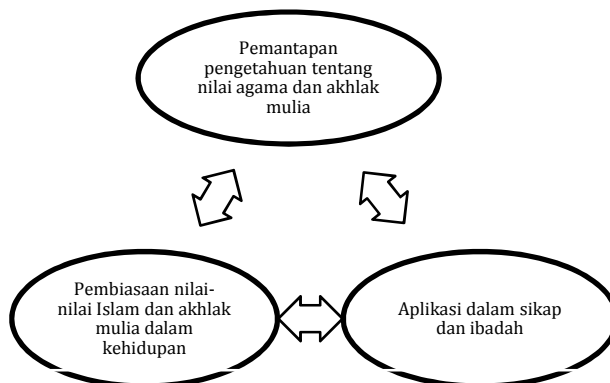 Pemantapan
pengetahuan tentang
nilai agama dan akhlak
mulia
Pembiasaan nilai-
nilai Islam dan akhlak
mulia dalam
kehidupan
Aplikasi dalam sikap
dan ibadah